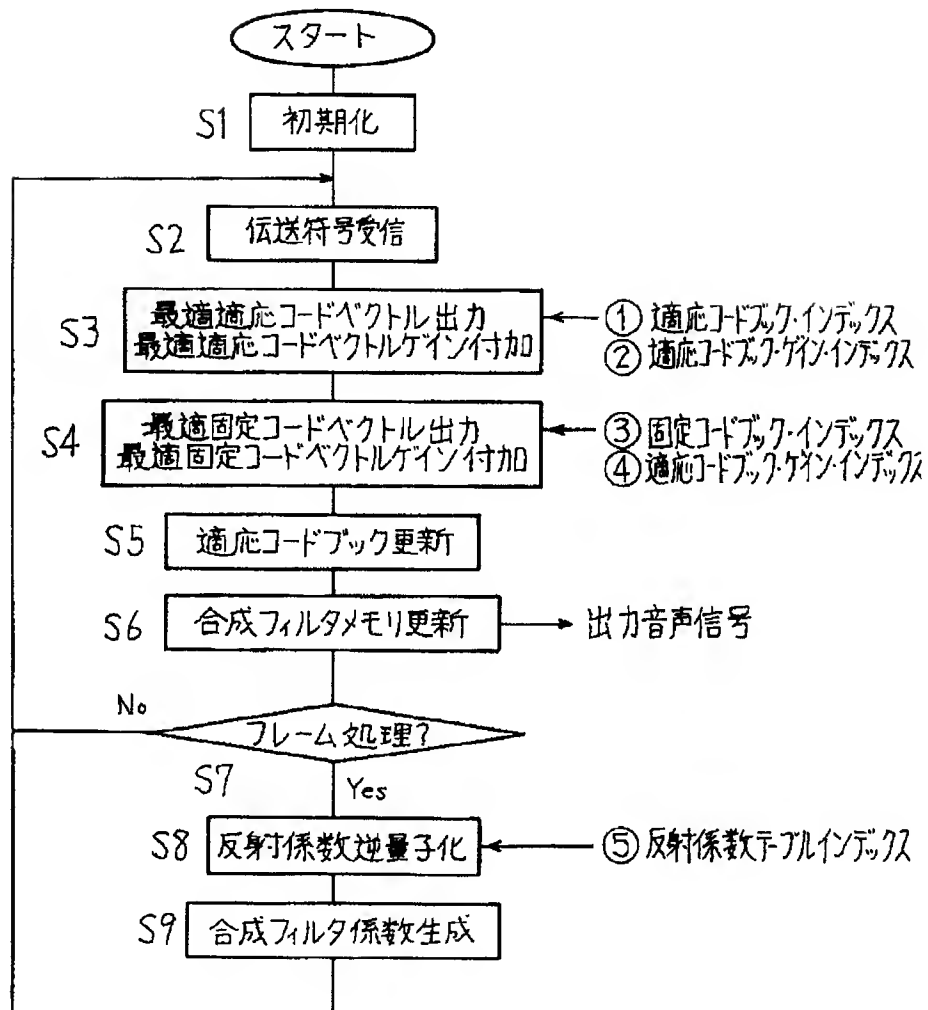 スタート
S1 初期化
S2 伝送符号受信
S3 最適適応コードベクトル出力
最適適応コードベクトルゲイン付加
① 適応コードブック・インデックス
② 適応コードブック・ゲイン・インデックス
S4 最適固定コードベクトル出力
最適固定コードベクトルゲイン付加
③ 固定コードブック・インデックス
④ 適応コードブック・ゲイン・インデックス
S5 適応コードブック更新
S6 合成フィルタメモリ更新 出力音声信号
No
フレーム処理?
S7 Yes
S8 反射係数逆量子化 ⑤ 反射係数テーブルインデックス
S9 合成フィルタ係数生成